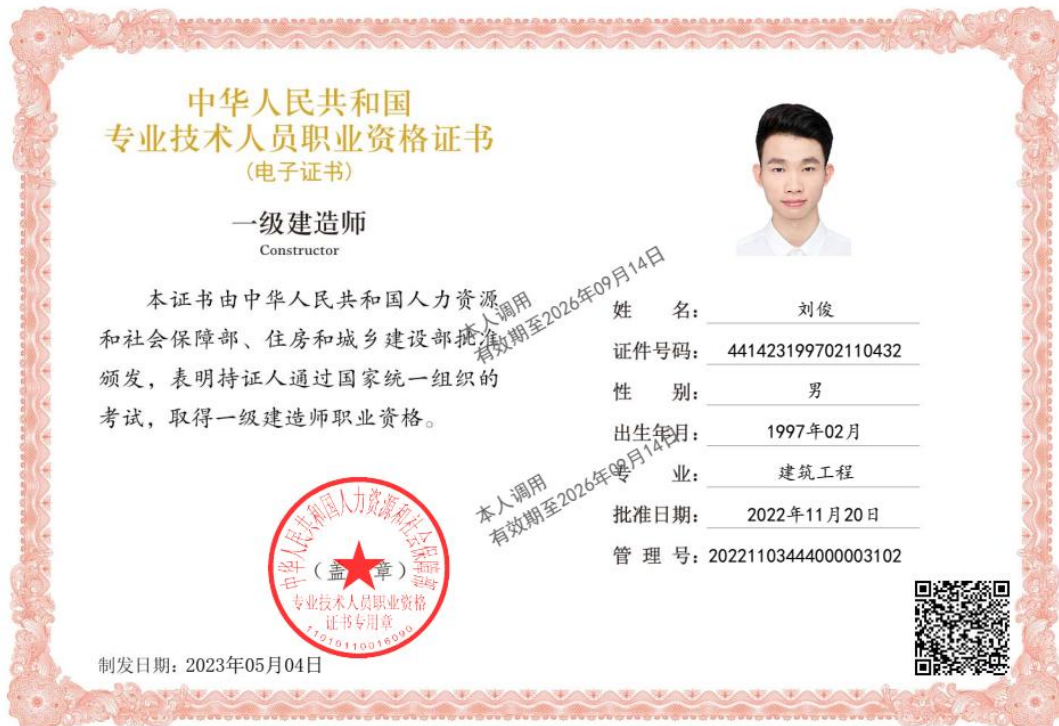 中华人民共和国
专业技术人员职业资格证书
(电子证书)
一级建造师
Constructor
本证书由中华人民共和国人力资源
和社会保障部、住房和城乡建设部批准
颁发，表明持证人通过国家统一组织的
考试，取得一级建造师职业资格。
本人调用
有效期至2026年09月14日
本人调用
有效期至2026年09月14日
中华人民共和国人力资源和社会保障部
（盖章）
专业技术人员职业资格
证书专用章
11010110016090
制发日期：2023年05月04日
姓 名：刘俊
证件号码：441423199702110432
性 别：男
出生年月：1997年02月
专 业：建筑工程
批准日期：2022年11月20日
管 理 号：20221103444000003102